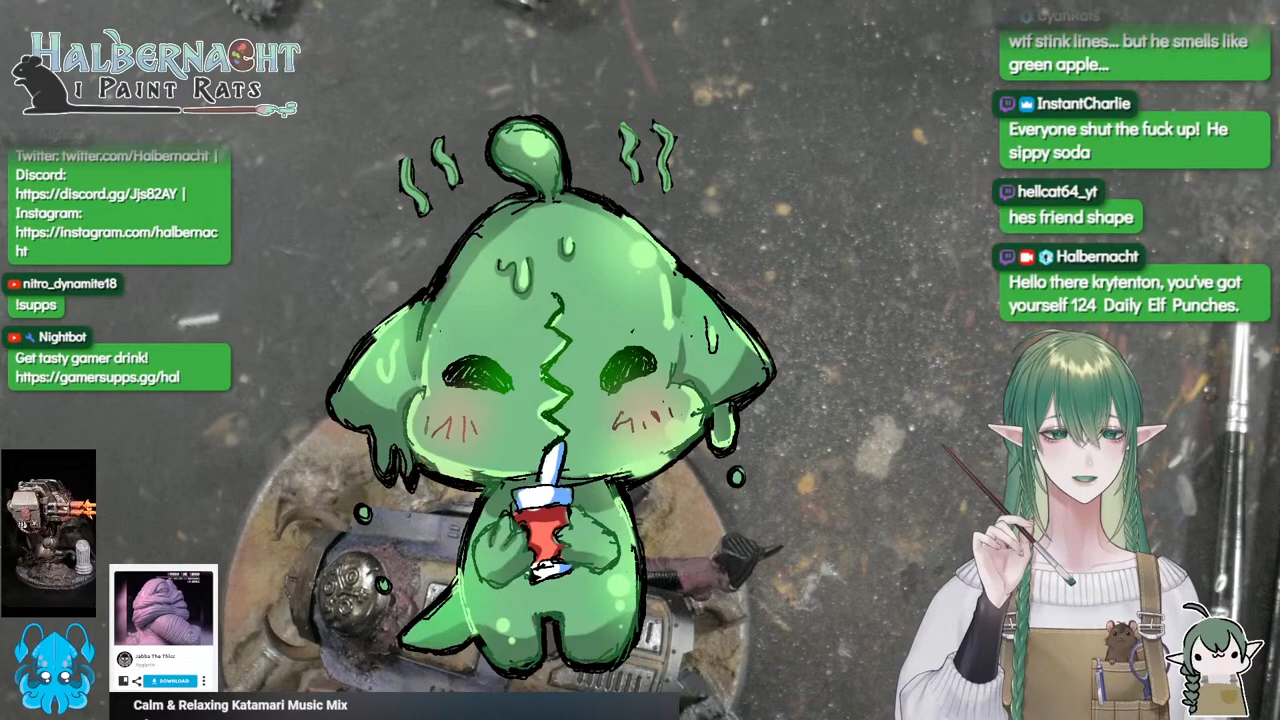 HALBERNACHT
I PAINT RATS
Twitter: twitter.com/Halbernacht |
Discord:
https://discord.gg/Jjs82AY |
Instagram:
https://instagram.com/halbernac
ht
nitro_dynamite18
!supps
Nightbot
Get tasty gamer drink!
https://gamersupps.gg/hal
Jabba The Thicc
DOWNLOAD
Calm & Relaxing Katamari Music Mix
CyanRats
wtf stink lines... but he smells like
green apple...
InstantCharlie
Everyone shut the fuck up! He
sippy soda
hellcat64_yt
hes friend shape
Halbernacht
Hello there krytenton, you've got
yourself 124 Daily Elf Punches.